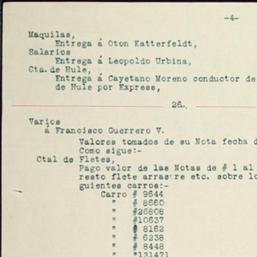 -4-
Maquilas,
Entrega á Oton Katterfeldt,
Salarios
Entrega á Leopoldo Urbina,
Cta. de Hule,
Entrega á Cayetano Moreno conductor de
de Hule por Express,
26.
Varios
á Francisco Guerrero V.
Valores tomados de su Nota fecha d
Como sigue:-
Ctal de Fletes,
Pago valor de las Notas de # 1 al
resto flete arrastre etc. sobre lo
guientes carros:-
Carro # 9644
" # 8660
" #26808
" #10637
" # 8162
" # 6238
" # 8448
" #131471